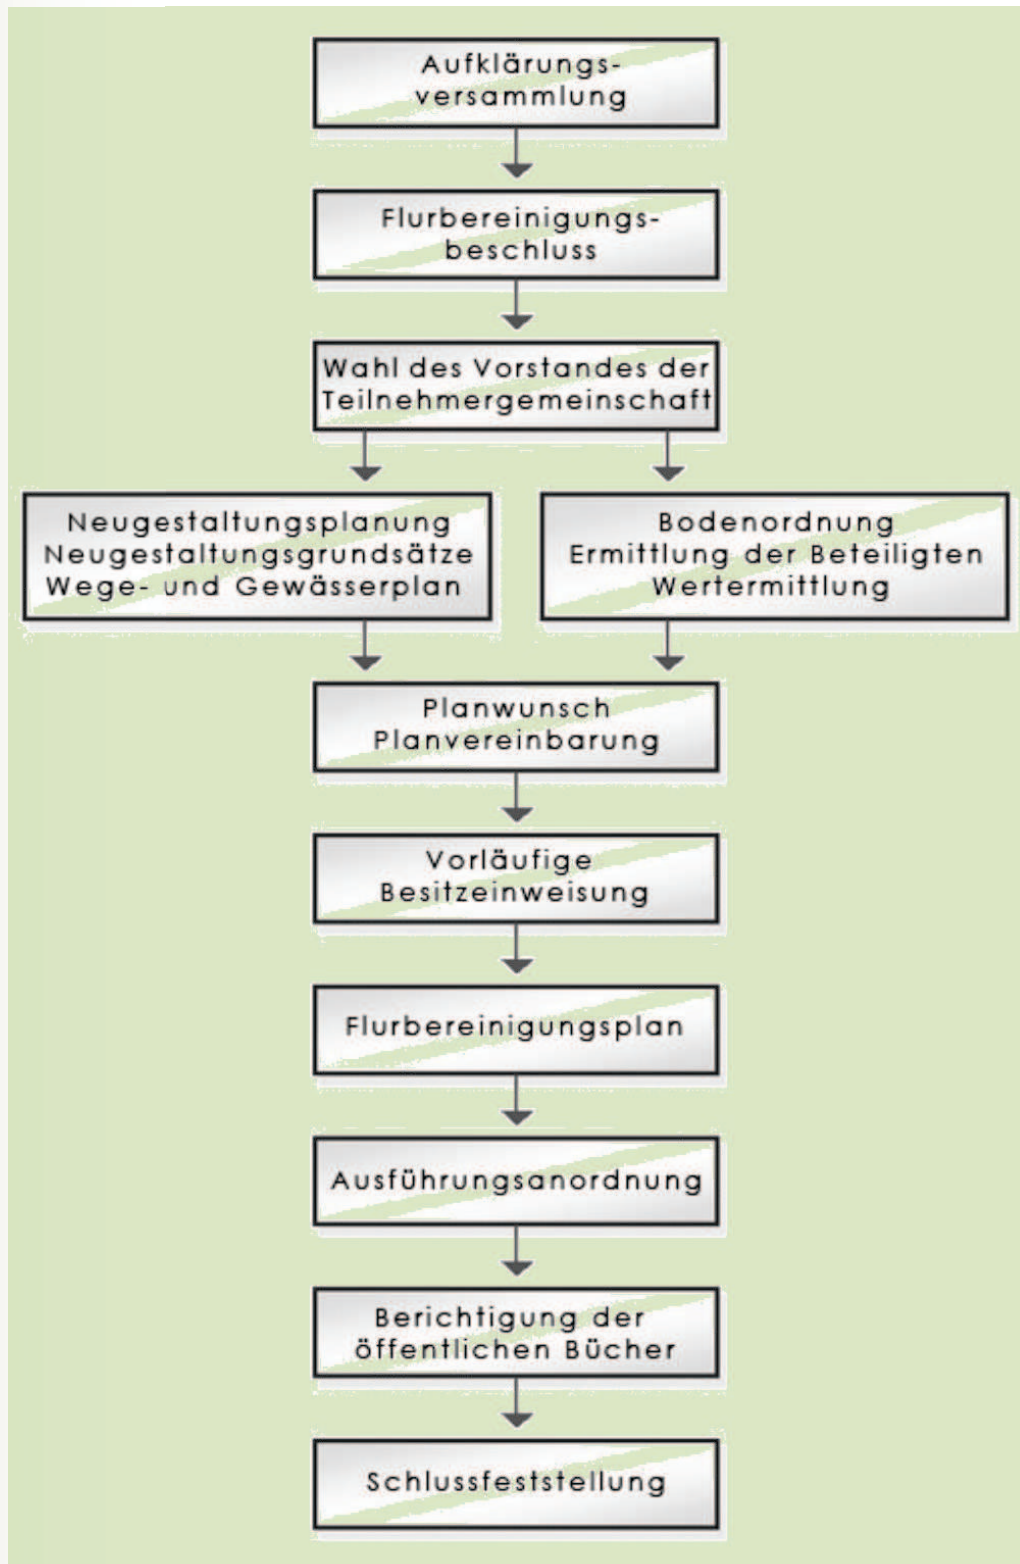 Aufklärungs-
versammlung
Flurbereinigungs-
beschluss
Wahl des Vorstandes der
Teilnehmergemeinschaft
Neugestaltungsplanung
Neugestaltungsgrundsätze
Wege- und Gewässerplan
Bodenordnung
Ermittlung der Beteiligten
Wertermittlung
Planwunsch
Planvereinbarung
Vorläufige
Besitzeinweisung
Flurbereinigungsplan
Ausführungsanordnung
Berichtigung der
öffentlichen Bücher
Schlussfeststellung